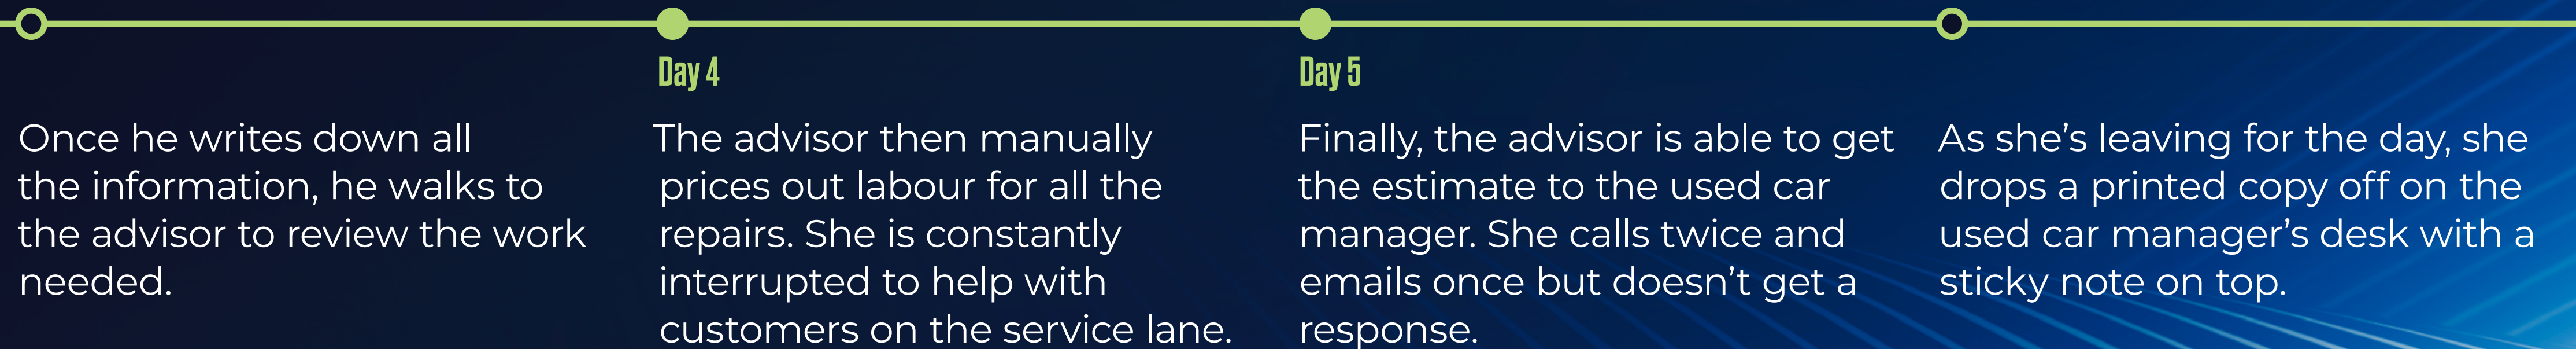 Once he writes down all
the information, he walks to
the advisor to review the work
needed.
Day 4
The advisor then manually
prices out labour for all the
repairs. She is constantly
interrupted to help with
customers on the service lane.
Day 5
Finally, the advisor is able to get
the estimate to the used car
manager. She calls twice and
emails once but doesn’t get a
response.
As she’s leaving for the day, she
drops a printed copy off on the
used car manager’s desk with a
sticky note on top.